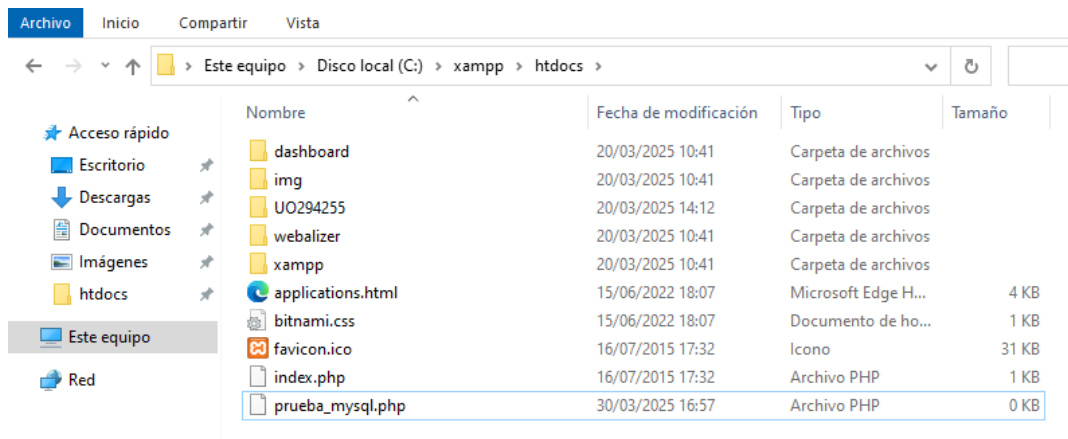 Archivo Inicio Compartir Vista
Este equipo > Disco local (C:) > xampp > htdocs >
Nombre Fecha de modificación Tipo Tamaño
Acceso rápido
Escritorio
Descargas
Documentos
Imágenes
htdocs
Este equipo
Red
dashboard 20/03/2025 10:41 Carpeta de archivos
img 20/03/2025 10:41 Carpeta de archivos
UO294255 20/03/2025 14:12 Carpeta de archivos
webalizer 20/03/2025 10:41 Carpeta de archivos
xampp 20/03/2025 10:41 Carpeta de archivos
applications.html 15/06/2022 18:07 Microsoft Edge H... 4 KB
bitnami.css 15/06/2022 18:07 Documento de ho... 1 KB
favicon.ico 16/07/2015 17:32 Icono 31 KB
index.php 16/07/2015 17:32 Archivo PHP 1 KB
prueba_mysql.php 30/03/2025 16:57 Archivo PHP 0 KB